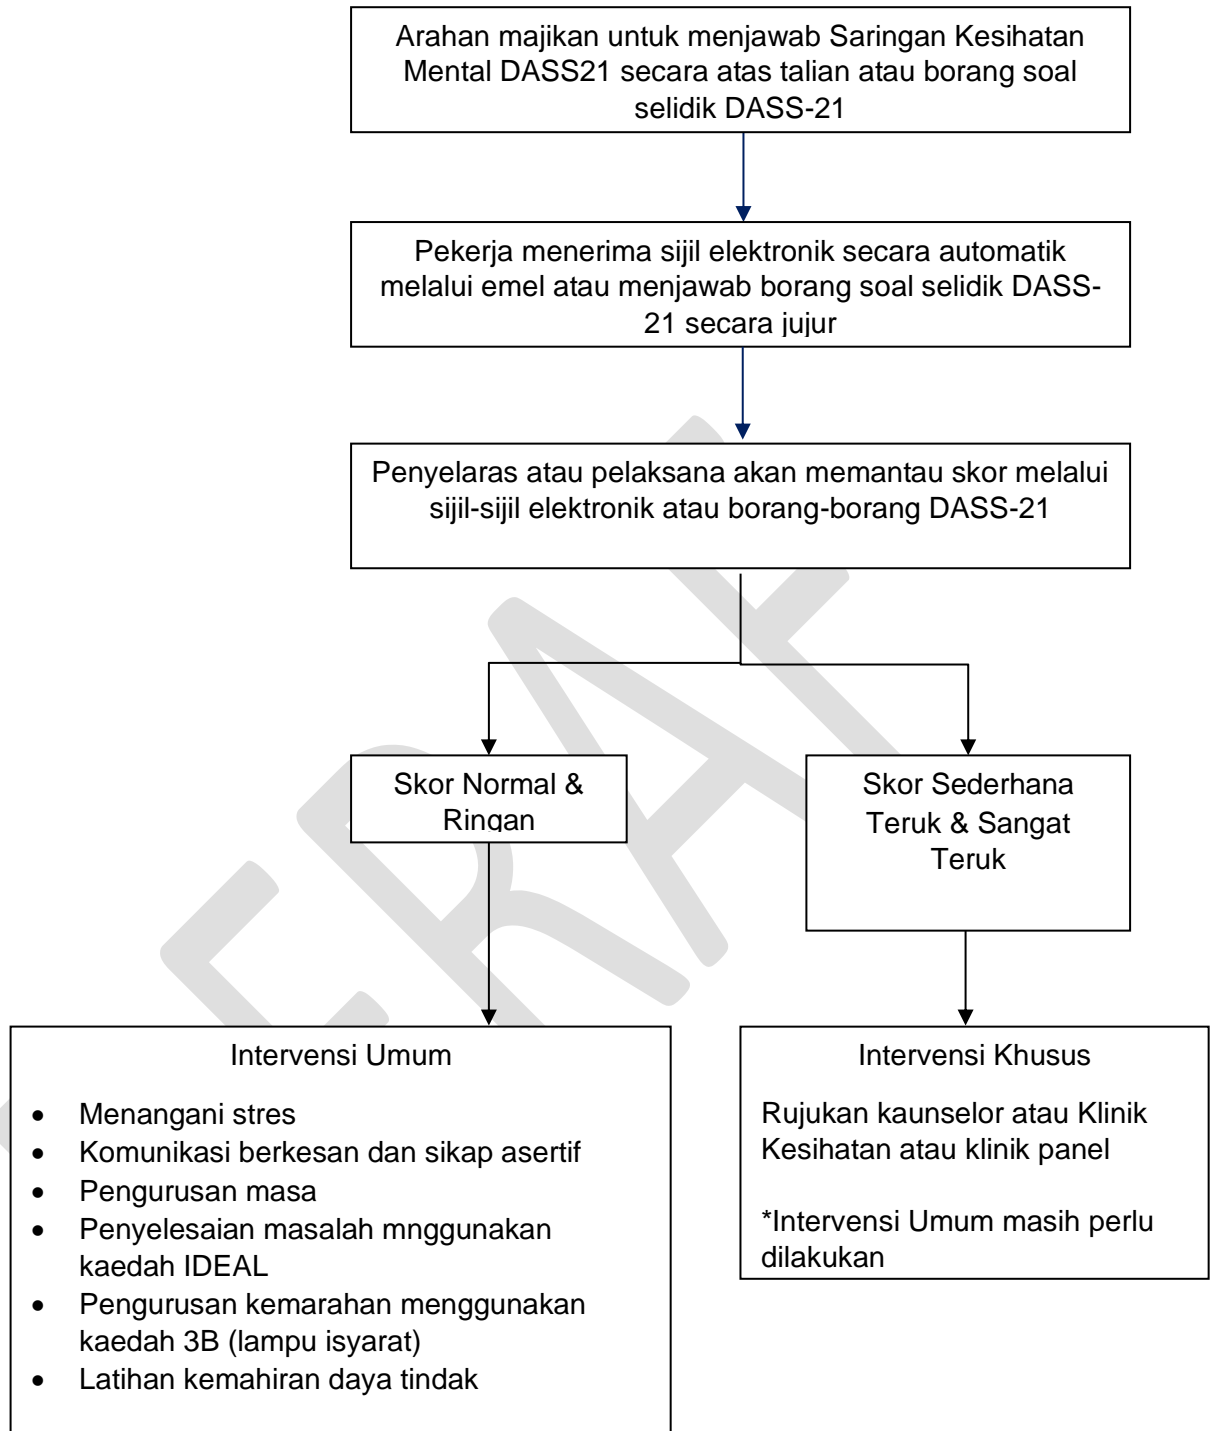 Arahan majikan untuk menjawab Saringan Kesihatan
Mental DASS21 secara atas talian atau borang soal
selidik DASS-21
Pekerja menerima sijil elektronik secara automatik
melalui emel atau menjawab borang soal selidik DASS-
21 secara jujur
Penyelaras atau pelaksana akan memantau skor melalui
sijil-sijil elektronik atau borang-borang DASS-21
Skor Normal &
Ringan
Skor Sederhana
Teruk & Sangat
Teruk
Intervensi Umum
• Menangani stres
• Komunikasi berkesan dan sikap asertif
• Pengurusan masa
• Penyelesaian masalah mnggunakan
kaedah IDEAL
• Pengurusan kemarahan menggunakan
kaedah 3B (lampu isyarat)
• Latihan kemahiran daya tindak
Intervensi Khusus
Rujukan kaunselor atau Klinik
Kesihatan atau klinik panel
*Intervensi Umum masih perlu
dilakukan